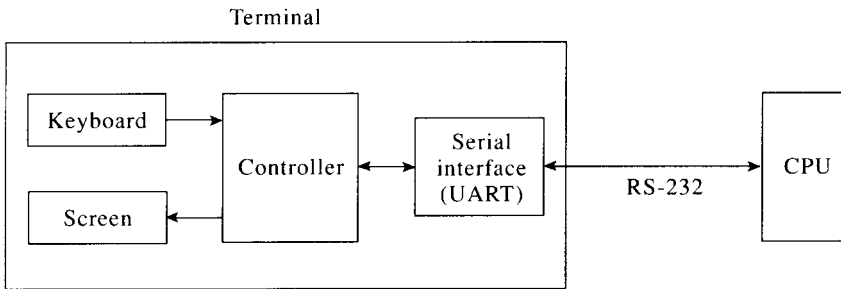 Terminal
Keyboard
Controller
Screen
Serial
interface
(UART)
RS-232
CPU